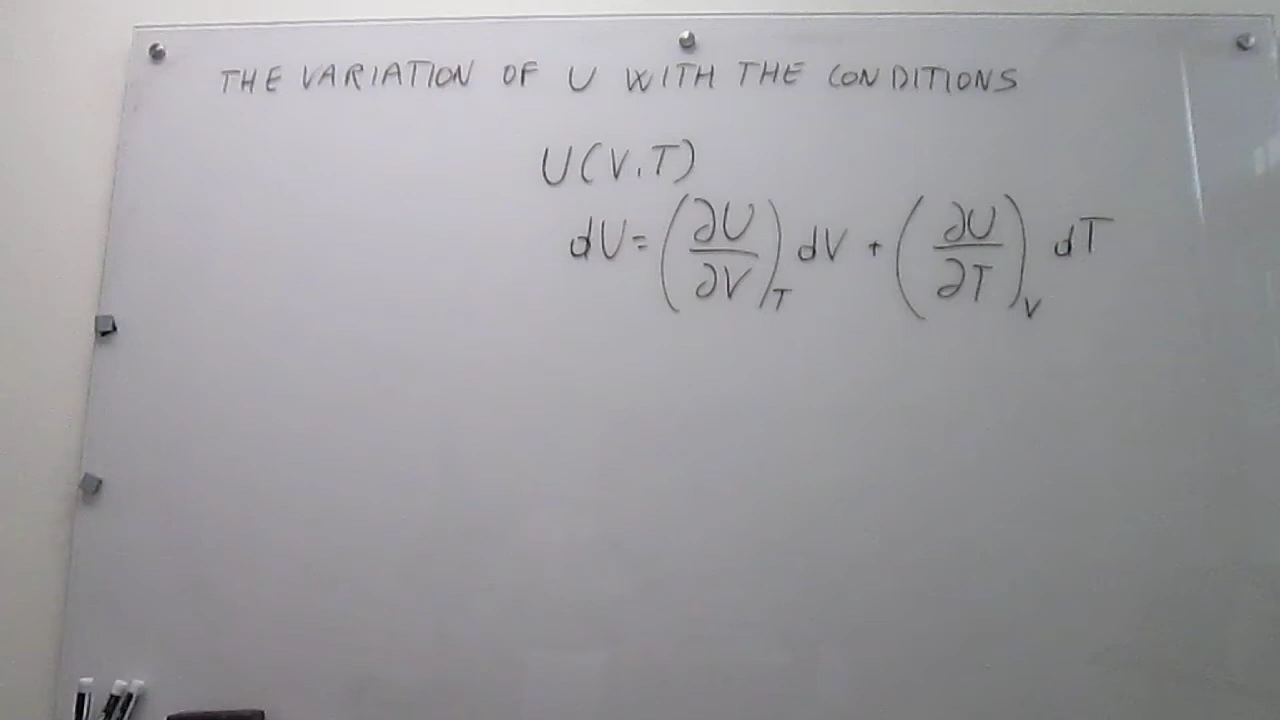 THE VARIATION OF U WITH THE CONDITIONS
U(V,T)
dU = (∂U/∂V)_T dV + (∂U/∂T)_V dT